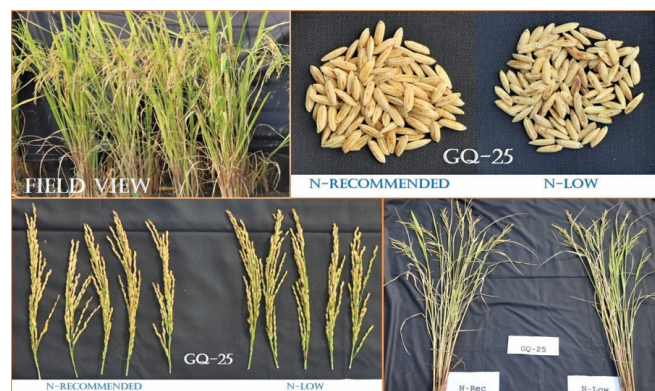 FIELD VIEW
GQ-25
N-RECOMMENDED N-LOW
GQ-25
N-RECOMMENDED N-LOW
GQ-25
N-Rec N-Low